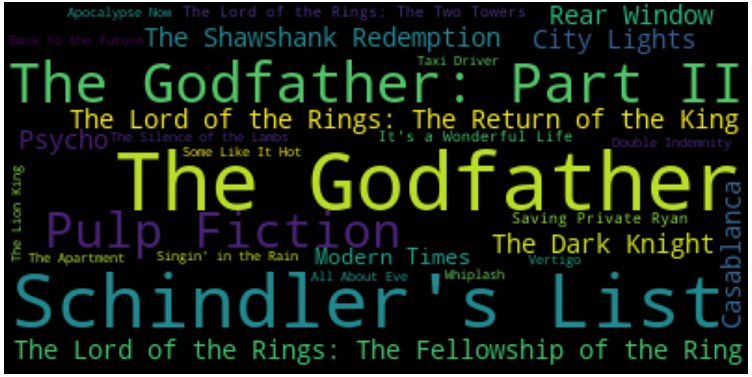 Apocalypse Now
The Lord of the Rings: The Two Towers
Rear Window
Back to the Future
The Shawshank Redemption
City Lights
Taxi Driver
The Godfather: Part II
The Lord of the Rings: The Return of the King
Psycho
The Silence of the Lambs
It's a Wonderful Life
Double Indemnity
Some Like It Hot
The Godfather
The Lion King
Saving Private Ryan
Pulp Fiction
The Dark Knight
Casablanca
The Apartment
Singin' in the Rain
Modern Times
Vertigo
All About Eve
Whiplash
Schindler's List
The Lord of the Rings: The Fellowship of the Ring